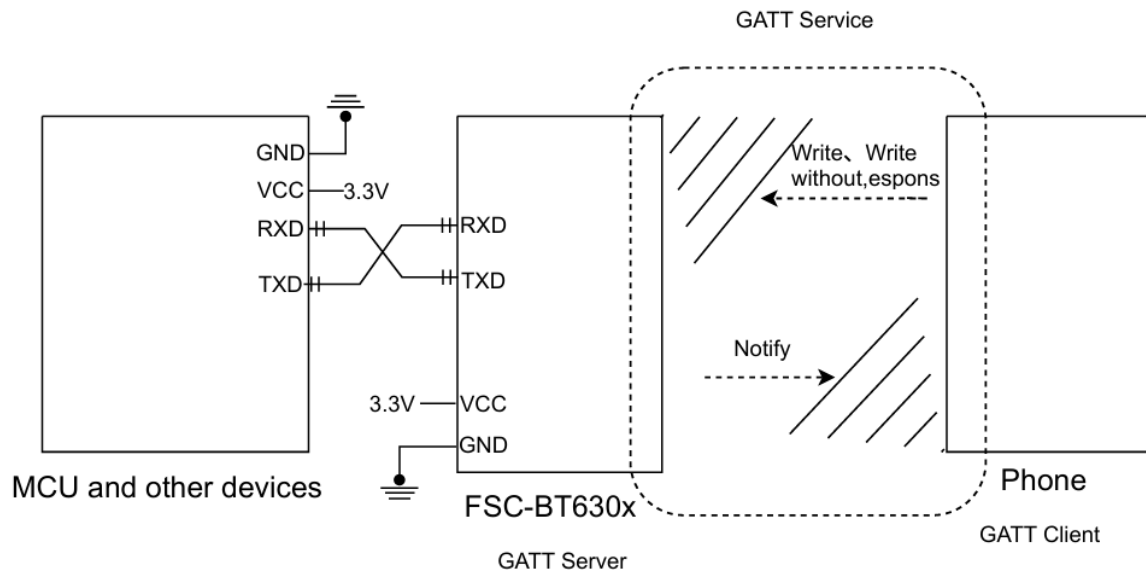 GATT Service
GND
VCC
3.3V
RXD
TXD
RXD
TXD
3.3V
VCC
GND
Write、Write
without,espons
Notify
MCU and other devices
FSC-BT630x
GATT Server
Phone
GATT Client